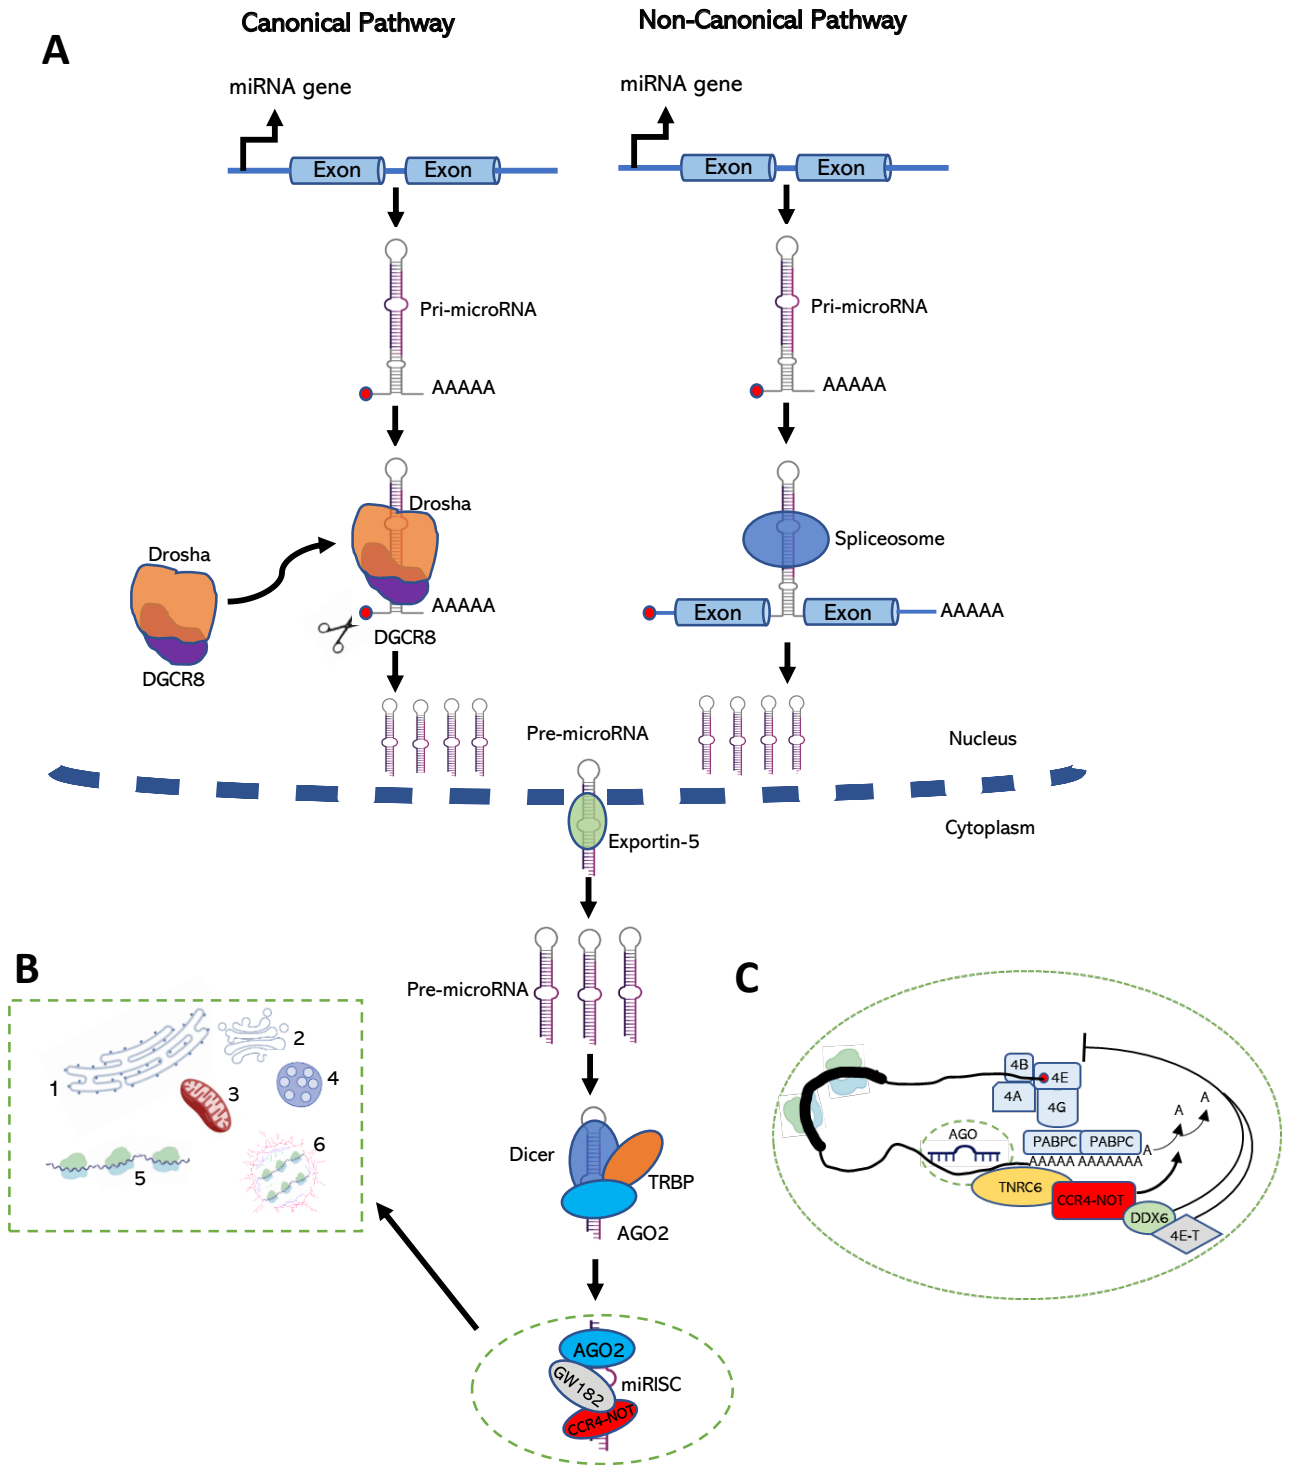 Canonical Pathway
Non-Canonical Pathway
A
miRNA gene
miRNA gene
Exon
Exon
Exon
Exon
Pri-microRNA
Pri-microRNA
AAAAA
AAAAA
Drosha
Spliceosome
Drosha
AAAAA
Exon
Exon
AAAAA
DGCR8
DGCR8
Pre-microRNA
Nucleus
Cytoplasm
Exportin-5
B
Pre-microRNA
C
1
2
3
4
5
6
Dicer
TRBP
AGO2
AGO2
GW182
miRISC
CCR4-NOT
4B
4E
4A
4G
A
A
AGO
PABPC
PABPC
A
AAAAA AAAAAAA
TNRC6
CCR4-NOT
DDX6
4E-T